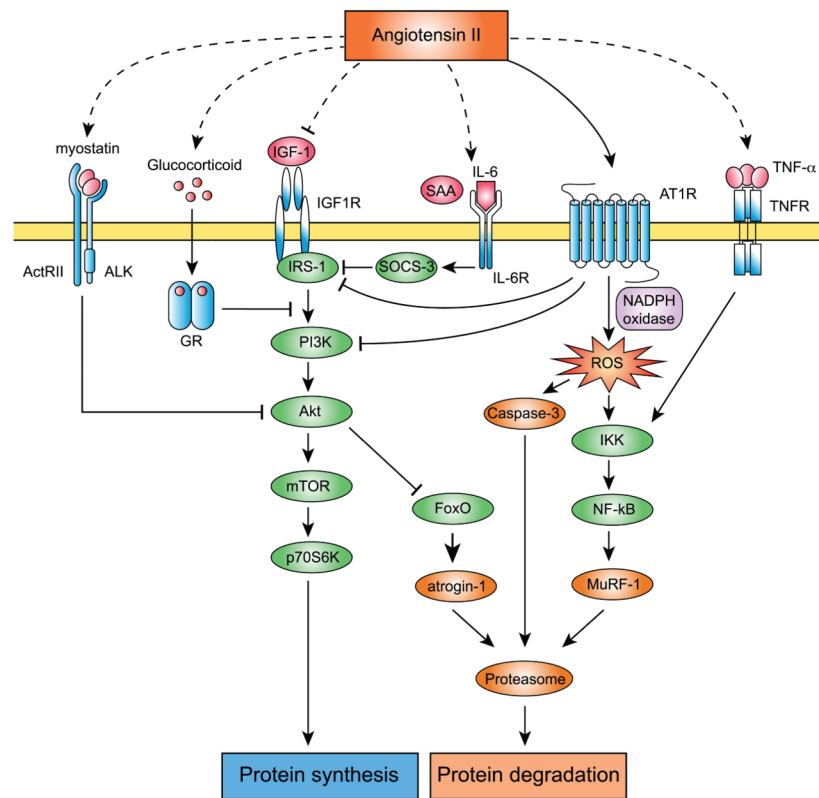 Angiotensin II
myostatin
Glucocorticoid
IGF-1
IGF1R
SAA
IL-6
AT1R
TNF-α
TNFR
ActRII
ALK
IRS-1
SOCS-3
IL-6R
NADPH
oxidase
GR
PI3K
ROS
Akt
Caspase-3
IKK
mTOR
FoxO
NF-kB
p70S6K
atrogin-1
MuRF-1
Proteasome
Protein synthesis
Protein degradation